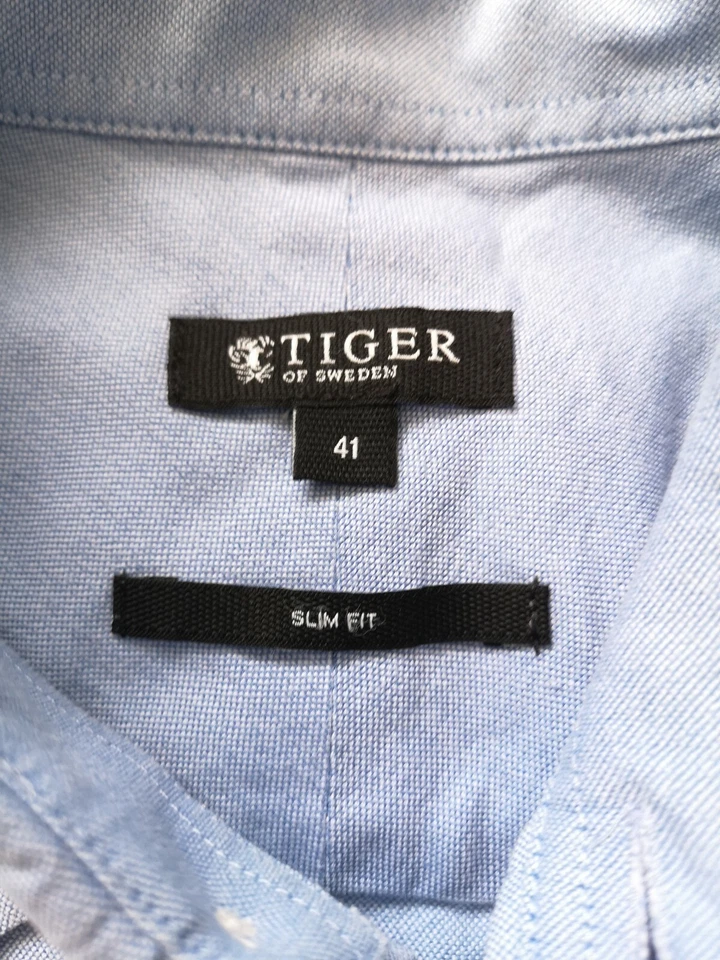 TIGER
OF SWEDEN
41
SLIM FIT